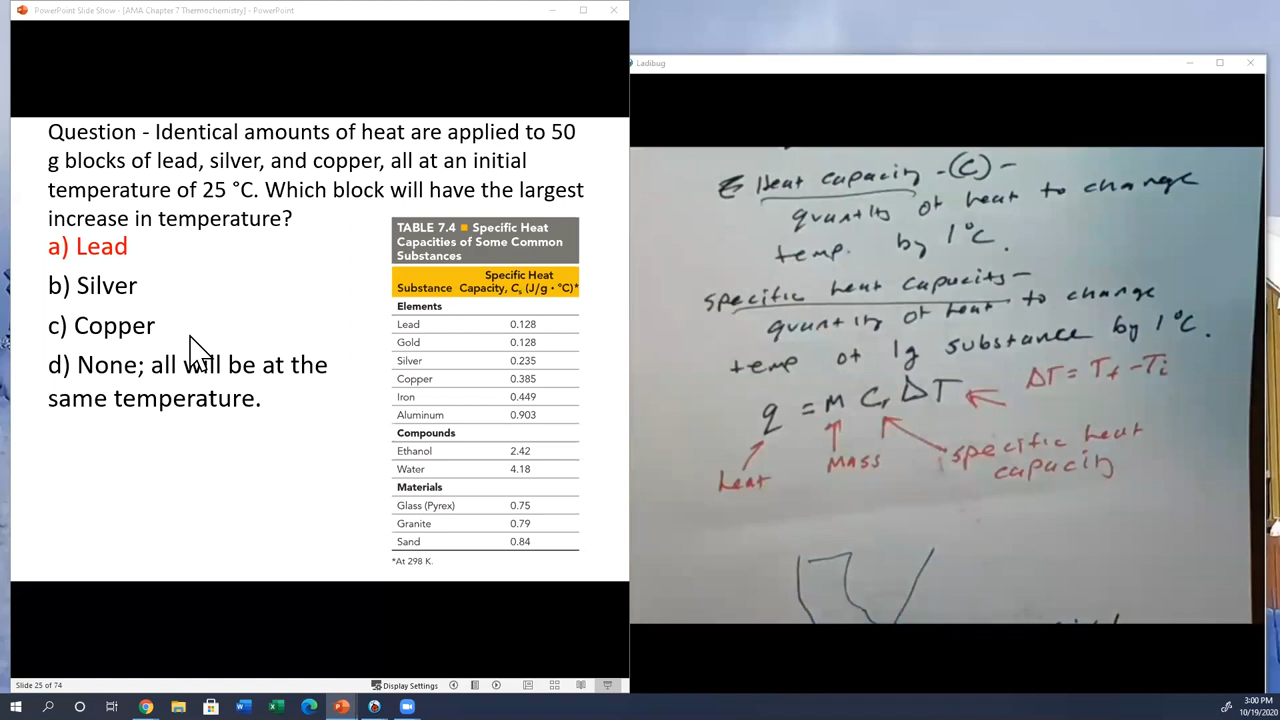 PowerPoint Slide Show - [AMA Chapter 7 Thermochemistry] - PowerPoint
Question - Identical amounts of heat are applied to 50
g blocks of lead, silver, and copper, all at an initial
temperature of 25 °C. Which block will have the largest
increase in temperature?
a) Lead
b) Silver
c) Copper
d) None; all will be at the
same temperature.
TABLE 7.4 ■ Specific Heat
Capacities of Some Common
Substances
Substance Specific Heat
Capacity, Cs (J/g · °C)*
Elements
Lead 0.128
Gold 0.128
Silver 0.235
Copper 0.385
Iron 0.449
Aluminum 0.903
Compounds
Ethanol 2.42
Water 4.18
Materials
Glass (Pyrex) 0.75
Granite 0.79
Sand 0.84
*At 298 K.
Slide 25 of 74
Display Settings
Ladibug
Heat capacity - (C) -
quantity of heat to change
temp. by 1°C.
specific heat capacity -
quantity of heat to change
temp of 1g substance by 1°C.
q = m Cs ΔT
ΔT = Tf - Ti
heat
MASS
specific heat
capacity
3:00 PM
10/19/2020